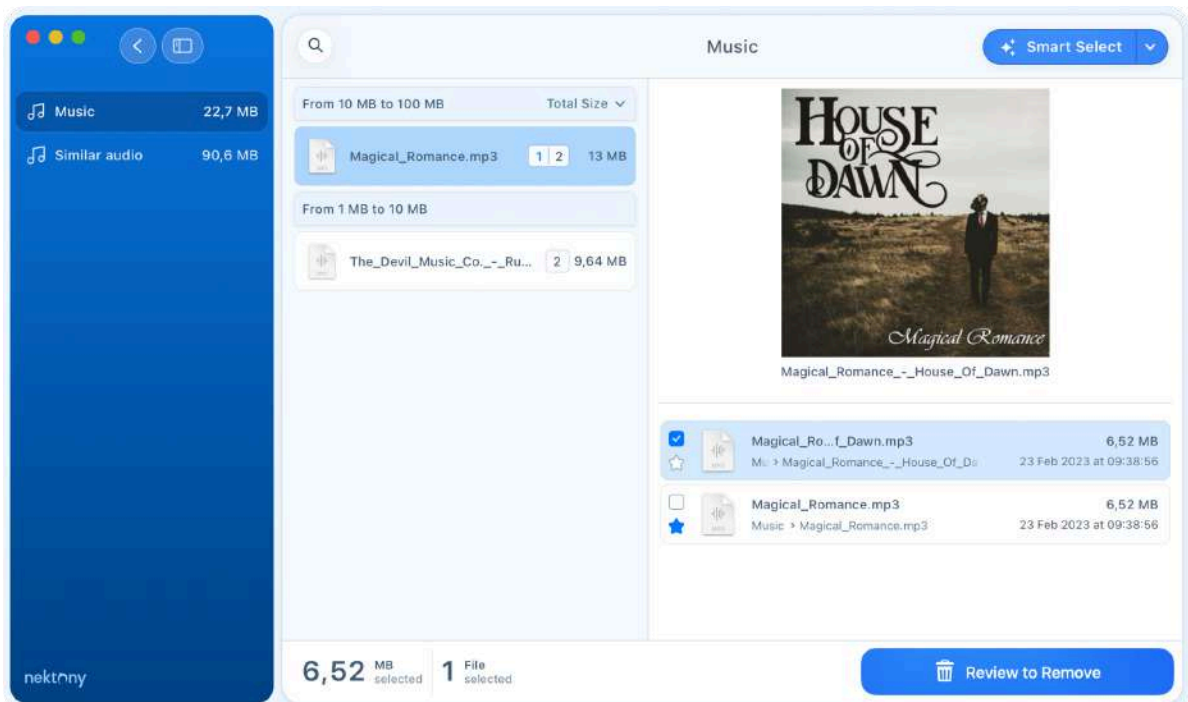 Music
Smart Select
Music 22,7 MB
Similar audio 90,6 MB
From 10 MB to 100 MB Total Size
Magical_Romance.mp3 1 2 13 MB
From 1 MB to 10 MB
The_Devil_Music_Co._-_Ru... 2 9,64 MB
HOUSE
OF
DAWN
Magical Romance
Magical_Romance_-_House_Of_Dawn.mp3
Magical_Ro...f_Dawn.mp3 6,52 MB
Mu > Magical_Romance_-_House_Of_Da 23 Feb 2023 at 09:38:56
Magical_Romance.mp3 6,52 MB
Music > Magical_Romance.mp3 23 Feb 2023 at 09:38:56
6,52 MB selected 1 File selected
Review to Remove
nektony